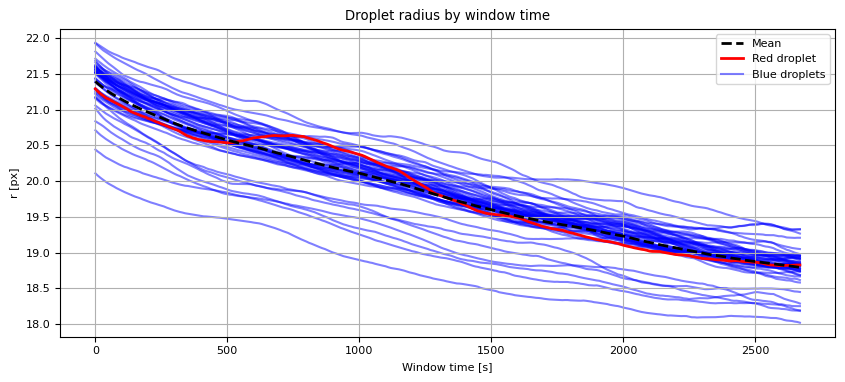 Droplet radius by window time
22.0
21.5
21.0
20.5
20.0
19.5
19.0
18.5
18.0
r [px]
Mean
Red droplet
Blue droplets
0 500 1000 1500 2000 2500
Window time [s]